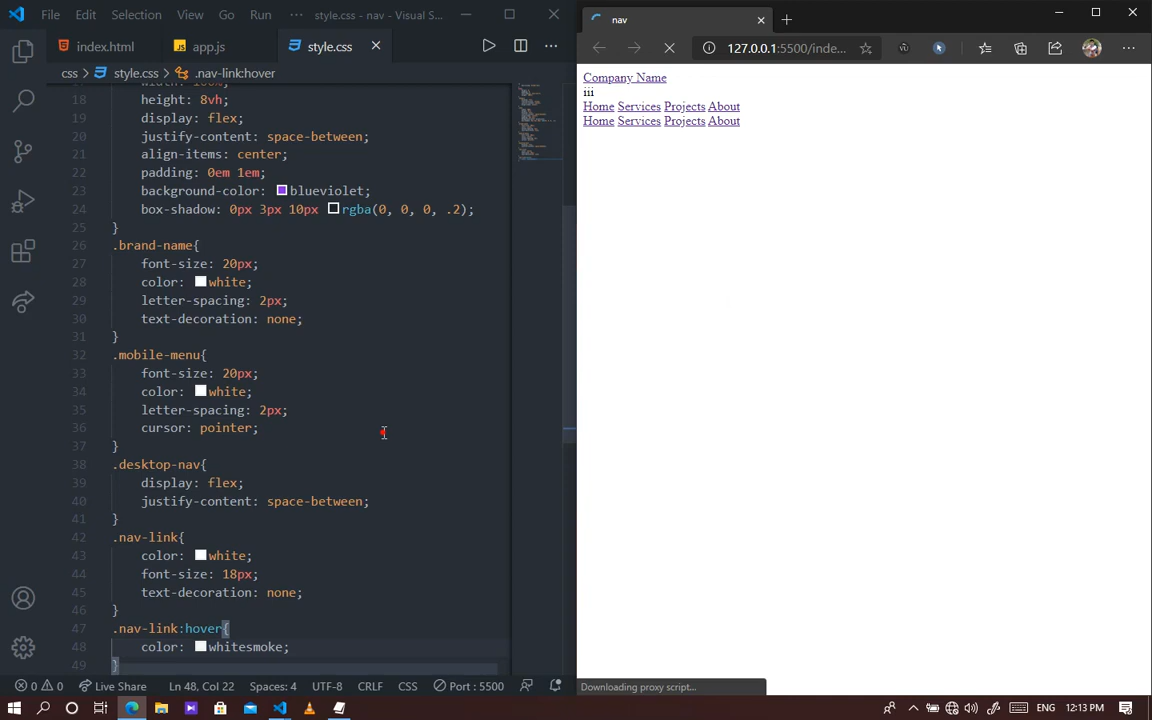 File Edit Selection View Go Run ··· style.css - nav - Visual S...
index.html app.js style.css
css > style.css > .nav-link:hover
18 height: 8vh;
19 display: flex;
20 justify-content: space-between;
21 align-items: center;
22 padding: 0em 1em;
23 background-color: blueviolet;
24 box-shadow: 0px 3px 10px rgba(0, 0, 0, .2);
25 }
26 .brand-name{
27 font-size: 20px;
28 color: white;
29 letter-spacing: 2px;
30 text-decoration: none;
31 }
32 .mobile-menu{
33 font-size: 20px;
34 color: white;
35 letter-spacing: 2px;
36 cursor: pointer;
37 }
38 .desktop-nav{
39 display: flex;
40 justify-content: space-between;
41 }
42 .nav-link{
43 color: white;
44 font-size: 18px;
45 text-decoration: none;
46 }
47 .nav-link:hover{
48 color: whitesmoke;
49 }
0 0 Live Share Ln 48, Col 22 Spaces: 4 UTF-8 CRLF CSS Port : 5500
nav
127.0.0.1:5500/inde...
Company Name
iii
Home Services Projects About
Home Services Projects About
Downloading proxy script...
ENG 12:13 PM